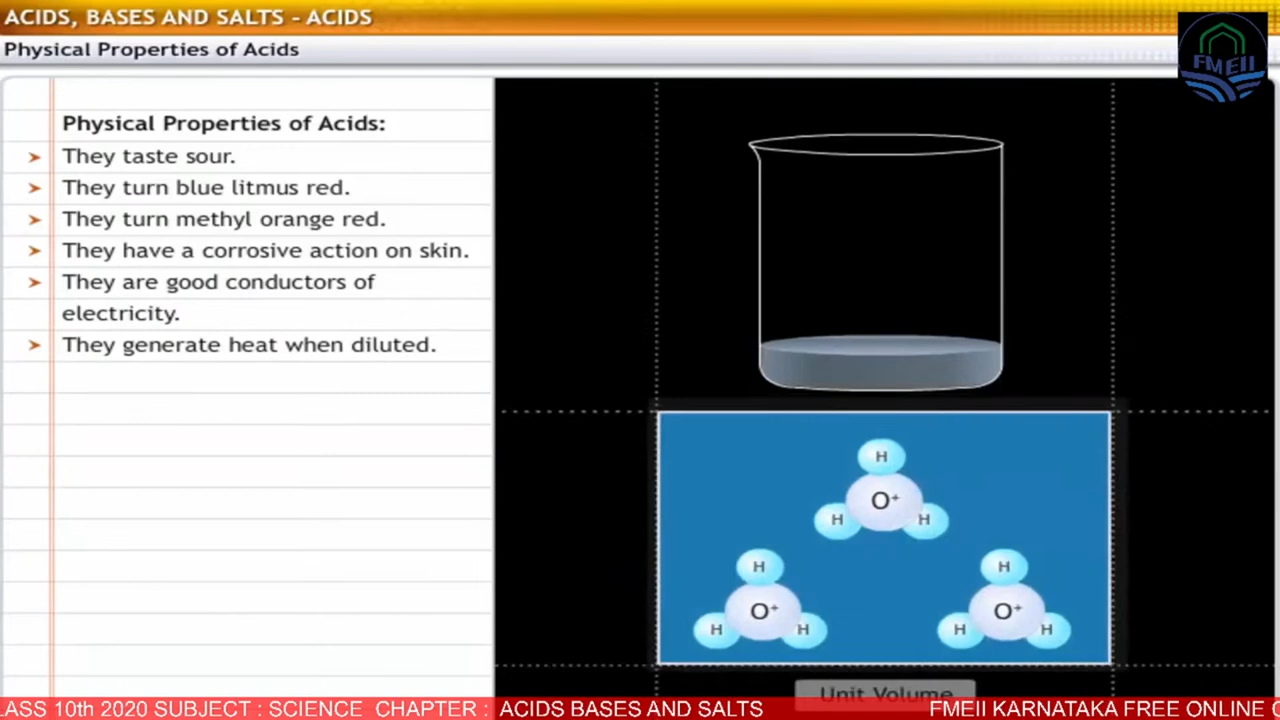 ACIDS, BASES AND SALTS - ACIDS
Physical Properties of Acids
FMEII
Physical Properties of Acids:
They taste sour.
They turn blue litmus red.
They turn methyl orange red.
They have a corrosive action on skin.
They are good conductors of
electricity.
They generate heat when diluted.
H
O+
H H
H
O+
H H
H
O+
H H
Unit Volume
LASS 10th 2020 SUBJECT : SCIENCE CHAPTER : ACIDS BASES AND SALTS FMEII KARNATAKA FREE ONLINE